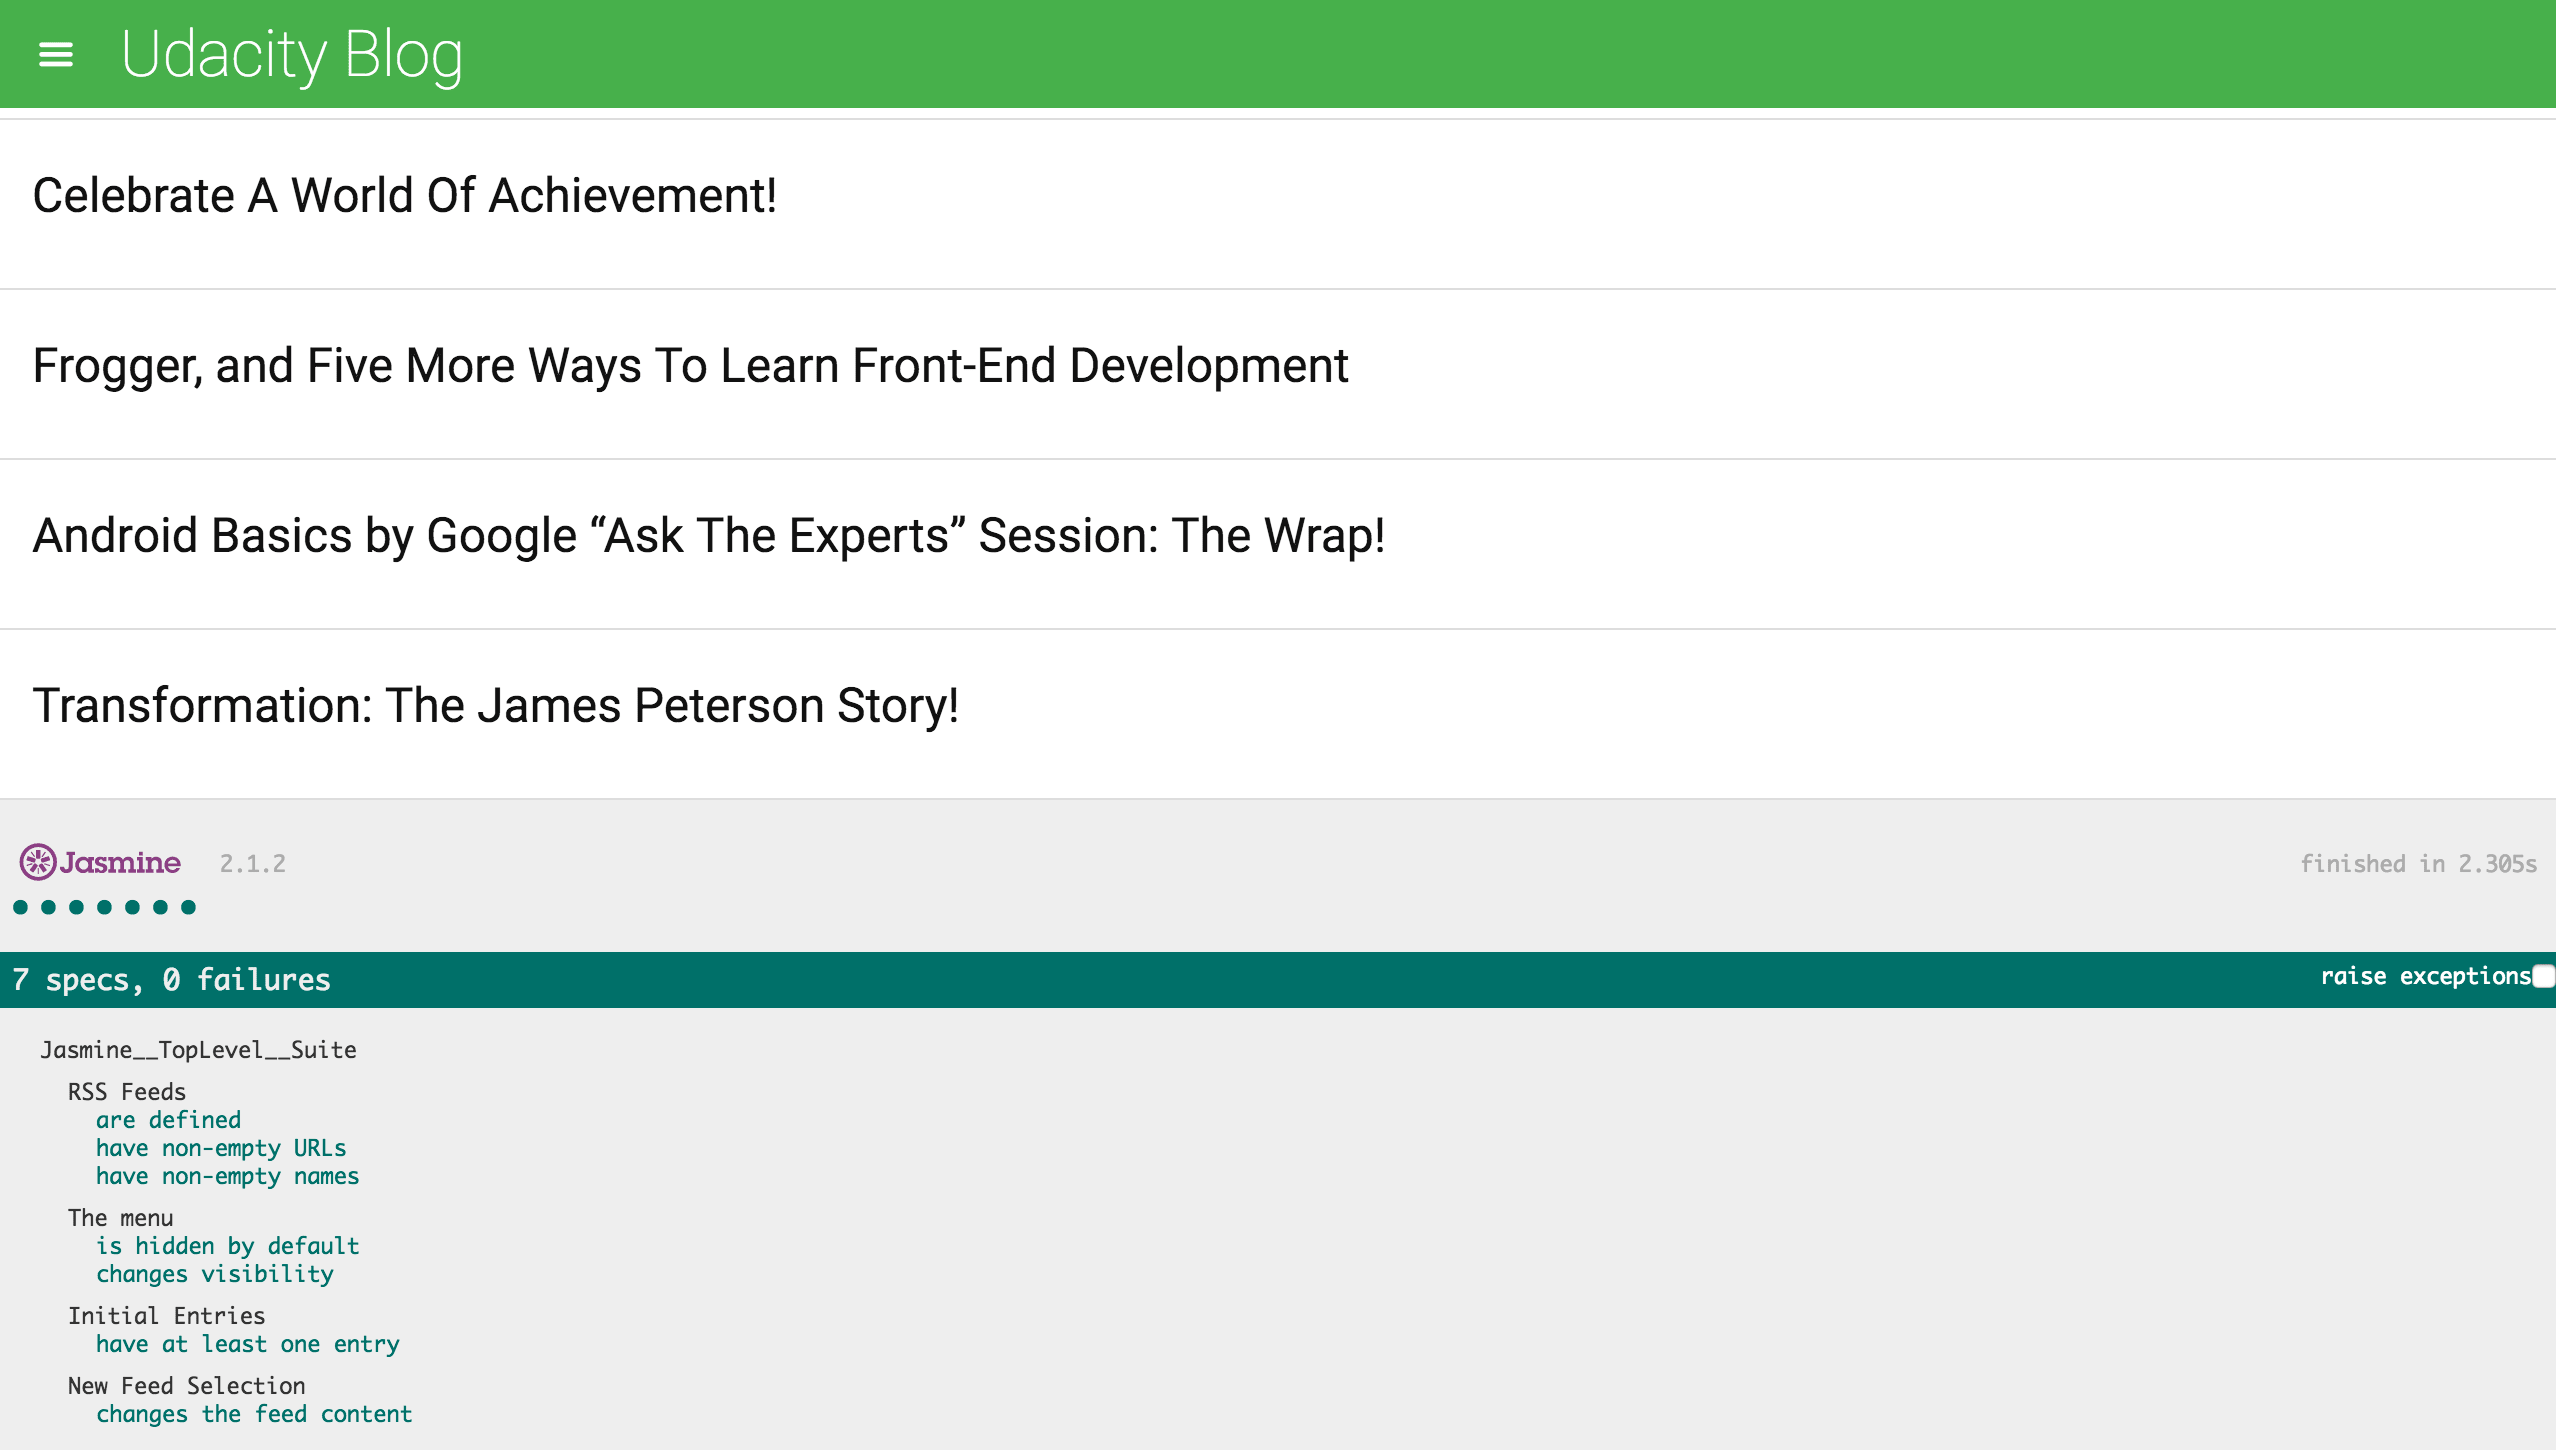 Udacity Blog
Celebrate A World Of Achievement!
Frogger, and Five More Ways To Learn Front-End Development
Android Basics by Google “Ask The Experts” Session: The Wrap!
Transformation: The James Peterson Story!
Jasmine 2.1.2 finished in 2.305s
7 specs, 0 failures raise exceptions
Jasmine__TopLevel__Suite
RSS Feeds
are defined
have non-empty URLs
have non-empty names
The menu
is hidden by default
changes visibility
Initial Entries
have at least one entry
New Feed Selection
changes the feed content